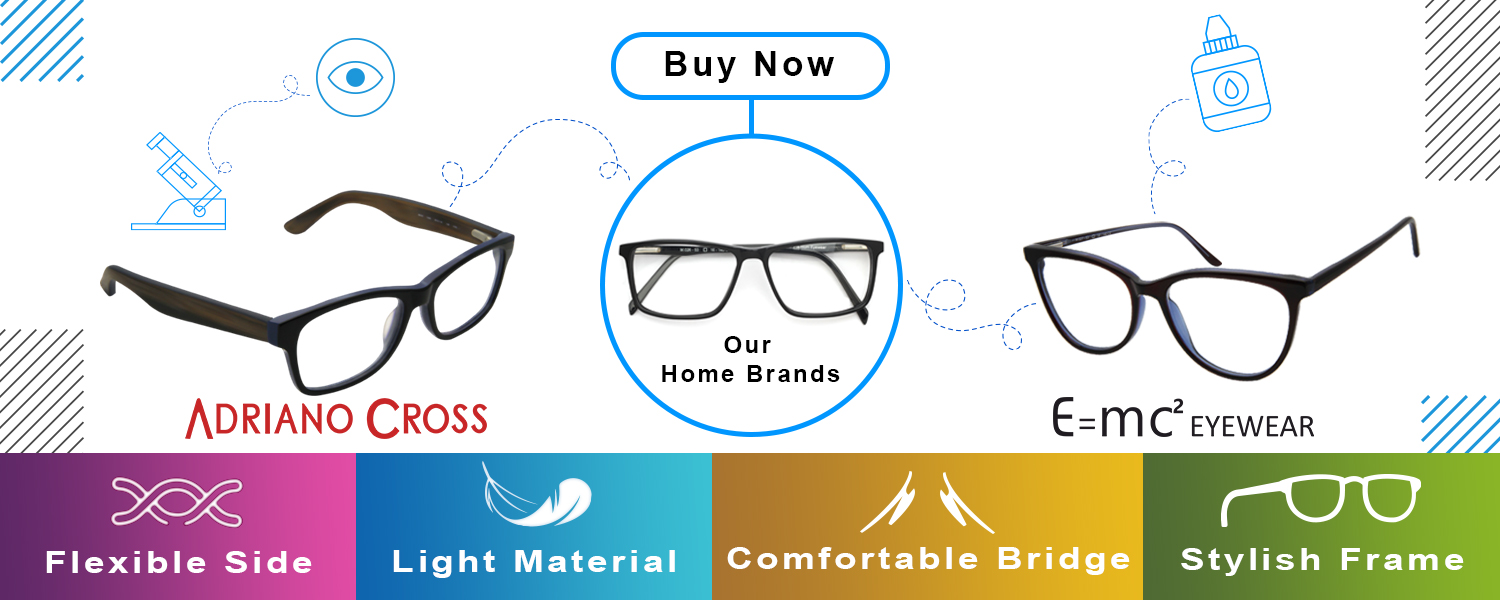 Buy Now
Our
Home Brands
ADRIANO CROSS
E=mc² EYEWEAR
Flexible Side
Light Material
Comfortable Bridge
Stylish Frame